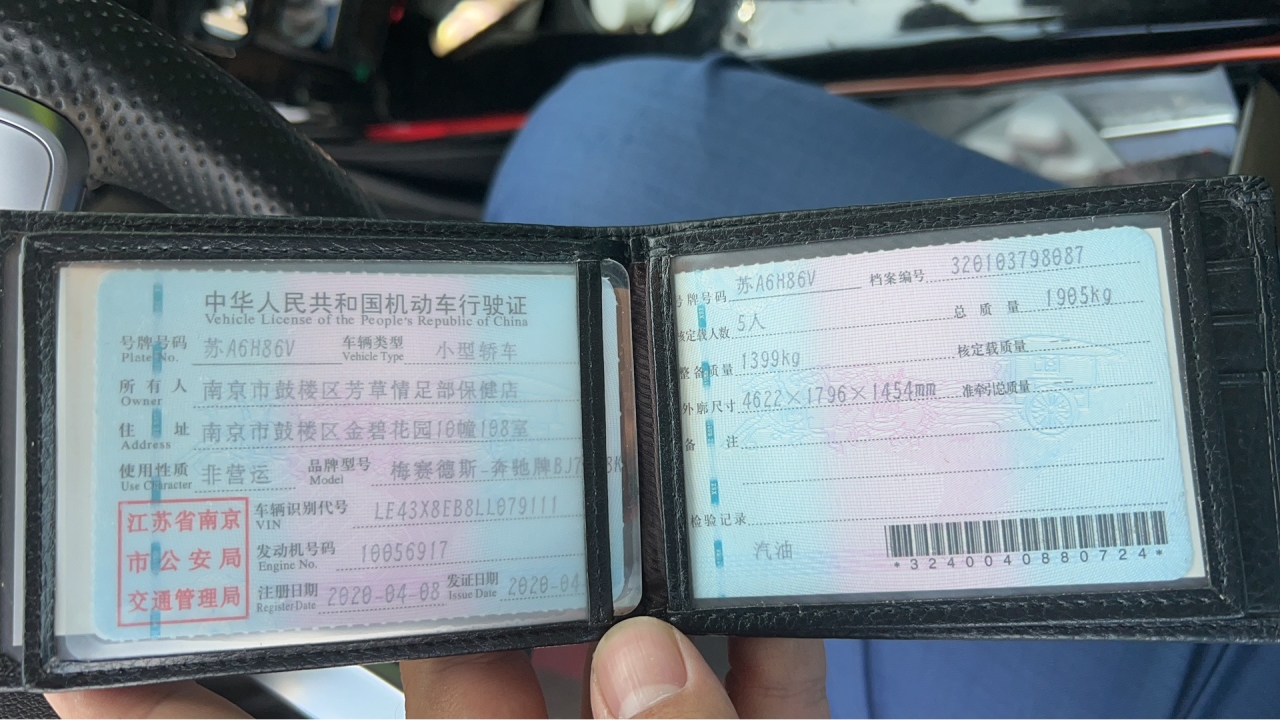 中华人民共和国机动车行驶证
Vehicle License of the People's Republic of China
号牌号码 苏A6H86V 车辆类型 小型轿车
Plate No. Vehicle Type
所有人 南京市鼓楼区芳草情足部保健店
Owner
住址 南京市鼓楼区金碧花园10幢108室
Address
使用性质 非营运 品牌型号 梅赛德斯-奔驰牌BJ7
Use Character Model
江苏省南京
市公安局
交通管理局
车辆识别代号 LE43X8EB8LL079111
VIN
发动机号码 10056917
Engine No.
注册日期 2020-04-08 发证日期 2020-04
Register Date Issue Date
号牌号码 苏A6H86V 档案编号 320103798087
核定载人数 5人 总质量 1905kg
整备质量 1399kg 核定载质量
外廓尺寸 4622×1796×1454mm 准牵引总质量
备注
检验记录
汽油
*3240040880724*